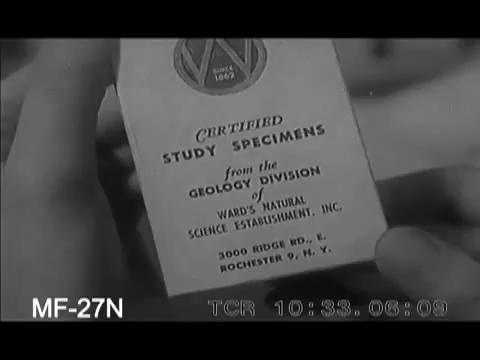 W
SINCE
1862
CERTIFIED
STUDY SPECIMENS
from the
GEOLOGY DIVISION
of
WARD'S NATURAL
SCIENCE ESTABLISHMENT, INC.
3000 RIDGE RD., E.
ROCHESTER 9, N. Y.
MF-27N TCR 10:33.06:09